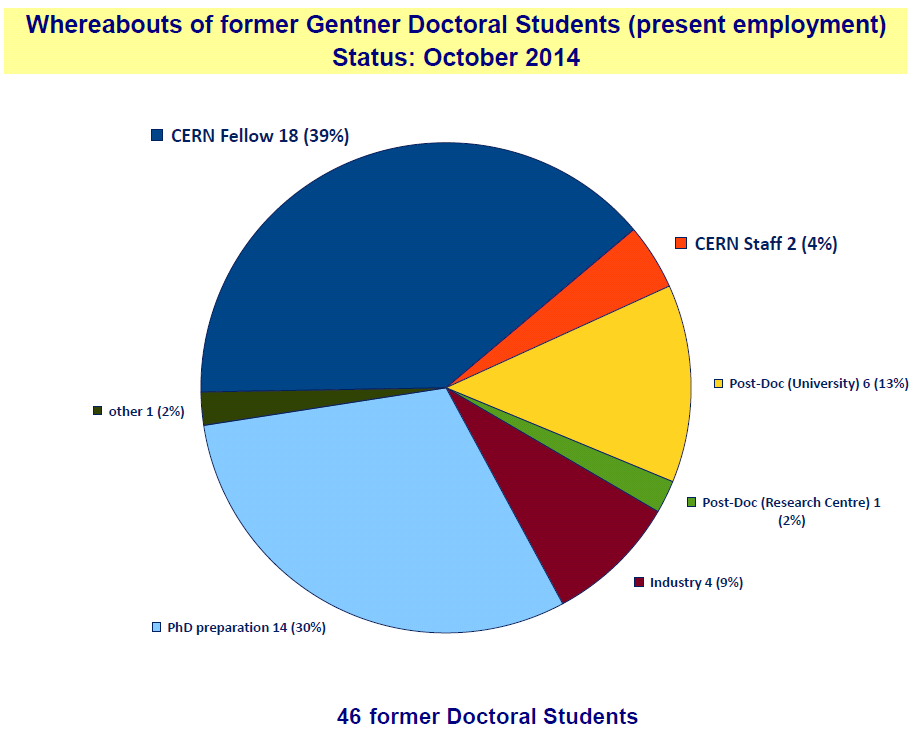 Whereabouts of former Gentner Doctoral Students (present employment)
Status: October 2014
CERN Fellow 18 (39%)
CERN Staff 2 (4%)
Post-Doc (University) 6 (13%)
other 1 (2%)
Post-Doc (Research Centre) 1
(2%)
Industry 4 (9%)
PhD preparation 14 (30%)
46 former Doctoral Students